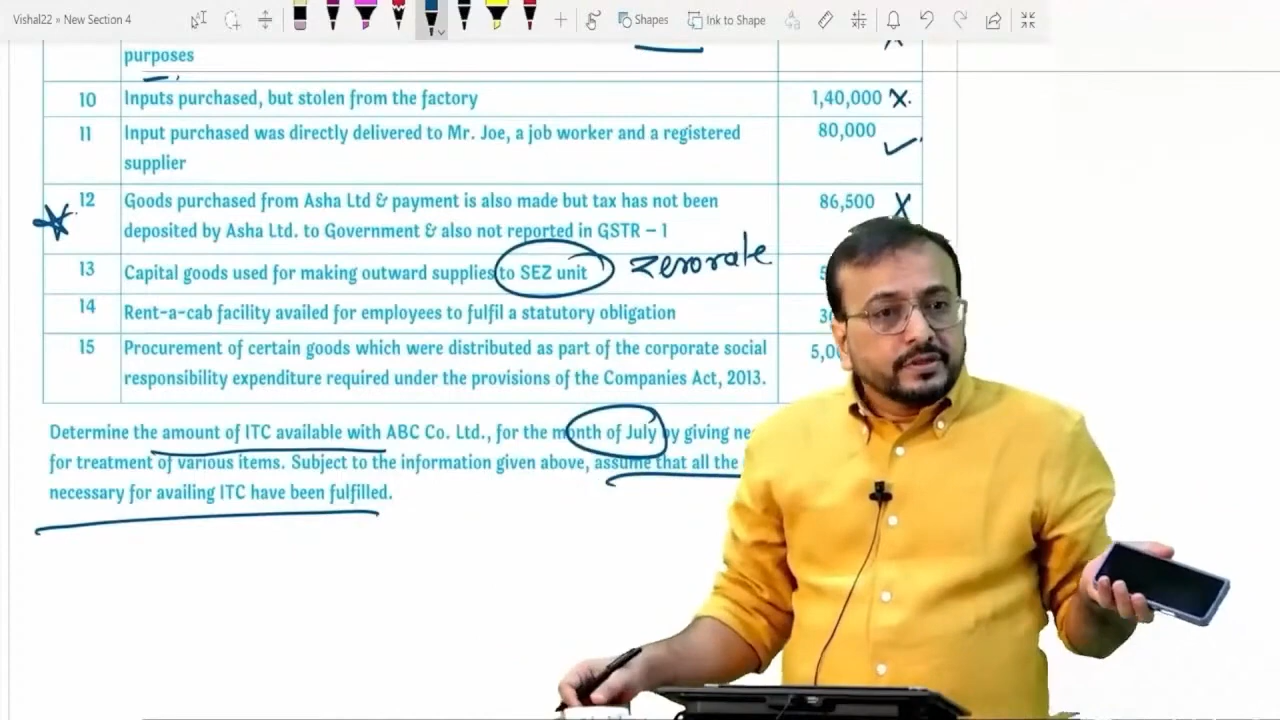 Vishal22 » New Section 4
Shapes
Ink to Shape
purposes
10 Inputs purchased, but stolen from the factory 1,40,000 X
11 Input purchased was directly delivered to Mr. Joe, a job worker and a registered 80,000 ✓
supplier
12 Goods purchased from Asha Ltd & payment is also made but tax has not been 86,500 X
deposited by Asha Ltd. to Government & also not reported in GSTR – 1
13 Capital goods used for making outward supplies to SEZ unit zero rate
14 Rent-a-cab facility availed for employees to fulfil a statutory obligation
15 Procurement of certain goods which were distributed as part of the corporate social
responsibility expenditure required under the provisions of the Companies Act, 2013.
Determine the amount of ITC available with ABC Co. Ltd., for the month of July by giving
for treatment of various items. Subject to the information given above, assume that all the
necessary for availing ITC have been fulfilled.